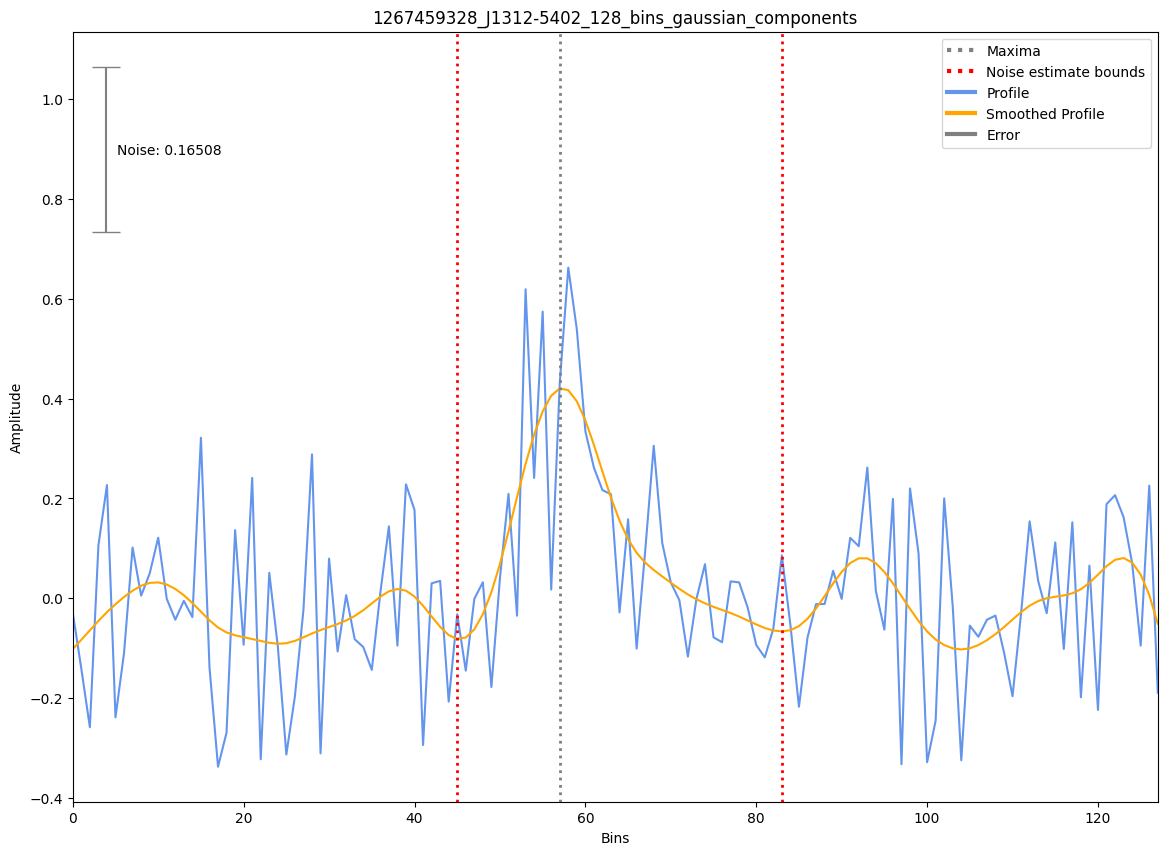 1267459328_J1312-5402_128_bins_gaussian_components
Maxima
Noise estimate bounds
Profile
Smoothed Profile
Error
Noise: 0.16508
1.0
0.8
0.6
0.4
0.2
0.0
−0.2
−0.4
Amplitude
0 20 40 60 80 100 120
Bins